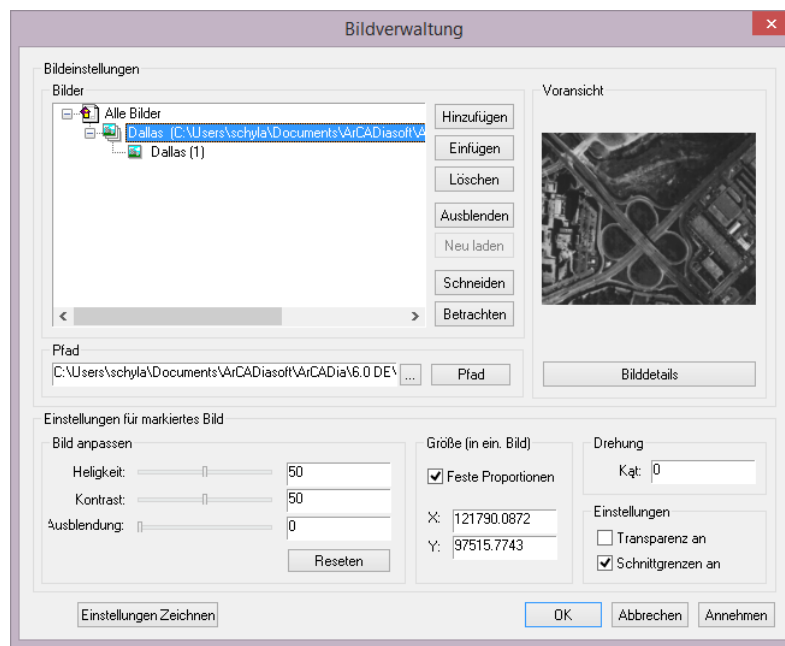 Bildverwaltung
Bildeinstellungen
Bilder
Alle Bilder
Dallas (C:\Users\schyla\Documents\ArCADiasoft\A
Dallas (1)
Hinzufügen
Einfügen
Löschen
Ausblenden
Neu laden
Schneiden
Betrachten
Voransicht
Bilddetails
Pfad
C:\Users\schyla\Documents\ArCADiasoft\ArCADia\6.0 DE\
...
Pfad
Einstellungen für markiertes Bild
Bild anpassen
Heligkeit: 50
Kontrast: 50
Ausblendung: 0
Reseten
Größe (in ein. Bild)
Feste Proportionen
X: 121790.0872
Y: 97515.7743
Drehung
Kąt: 0
Einstellungen
Transparenz an
Schnittgrenzen an
Einstellungen Zeichnen
OK
Abbrechen
Annehmen